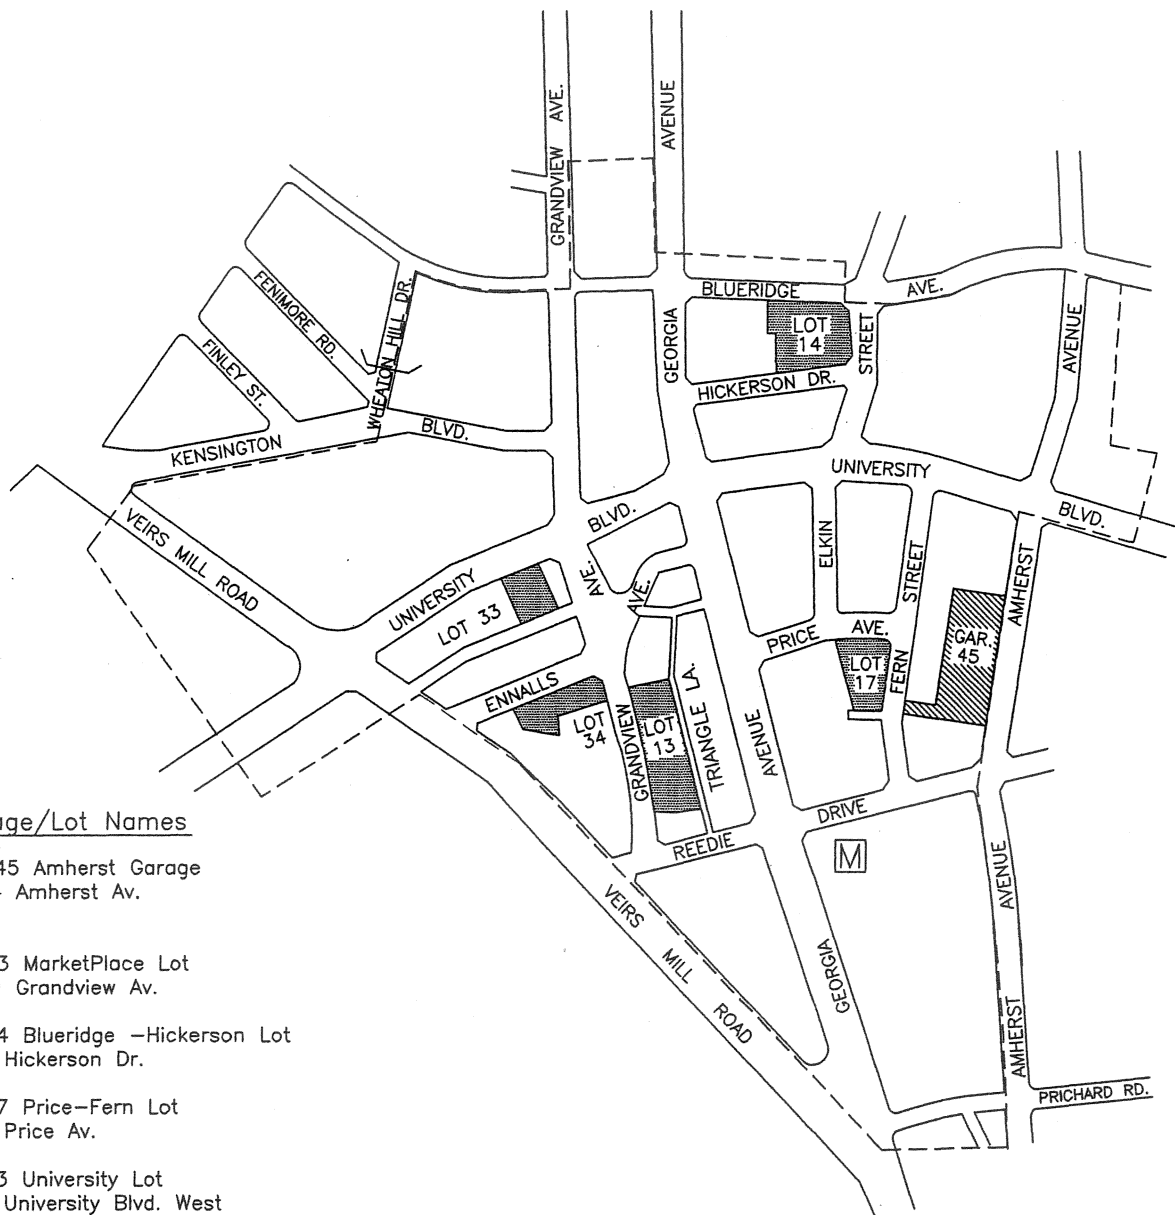 GRANDVIEW AVE.
AVENUE
BLUERIDGE
AVE.
FENIMORE RD.
WHEATON HILL DR.
GEORGIA
LOT
14
STREET
AVENUE
FINLEY ST.
HICKERSON DR.
KENSINGTON
BLVD.
UNIVERSITY
BLVD.
BLVD.
VEIRS MILL ROAD
ELKIN
STREET
AMHERST
UNIVERSITY
AVE.
AVE.
LOT 33
PRICE
AVE.
GAR.
45
LOT
17
FERN
ENNALLS
LOT
34
GRANDVIEW
LOT
13
TRIANGLE LA.
AVENUE
DRIVE
REEDIE
M
VEIRS
MILL
ROAD
GEORGIA
AVENUE
AMHERST
PRICHARD RD.
age/Lot Names
45 Amherst Garage
Amherst Av.
3 MarketPlace Lot
Grandview Av.
4 Blueridge –Hickerson Lot
Hickerson Dr.
7 Price–Fern Lot
Price Av.
3 University Lot
University Blvd. West